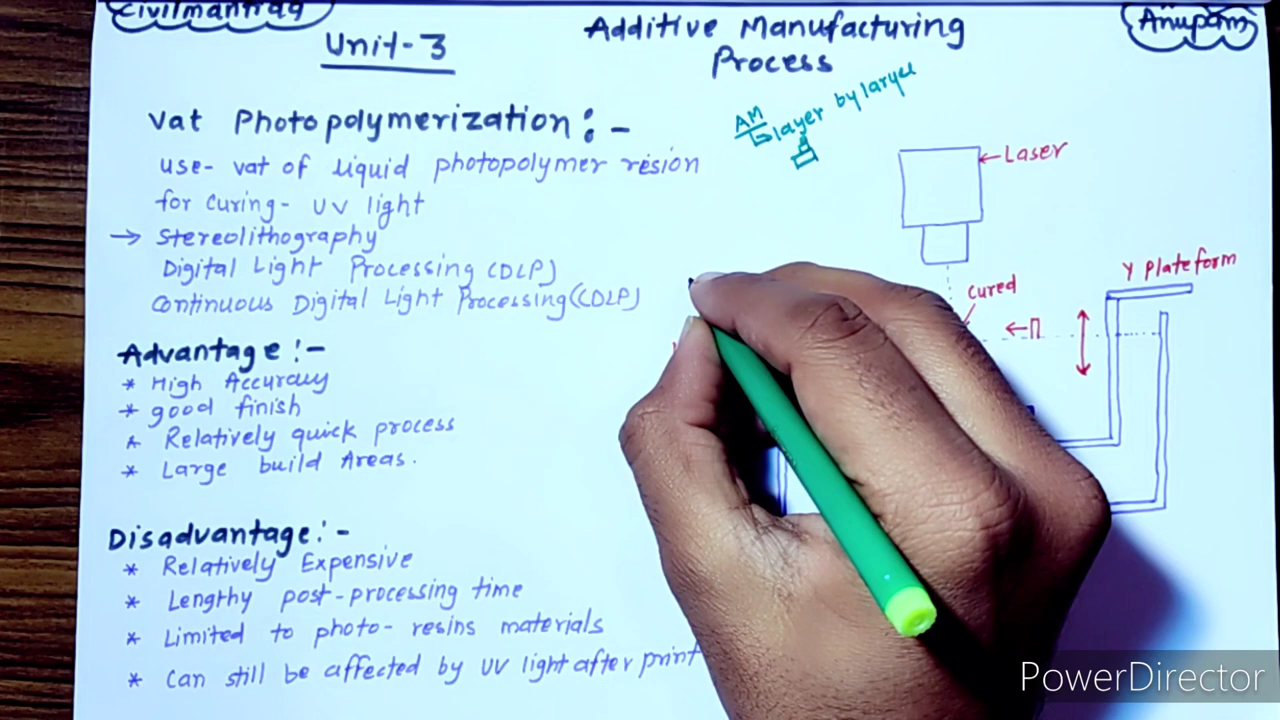 Civilmantraa
Anupam
Unit-3
Additive Manufacturing
Process
AM
layer by laryer
Vat Photopolymerization:-
use- vat of liquid photopolymer resion
for curing- UV light
→ Stereolithography
Digital Light Processing (DLP)
Continuous Digital Light Processing (CDLP)
Advantage:-
* High Accuracy
* good finish
* Relatively quick process
* Large build Areas.
Disadvantage:-
* Relatively Expensive
* Lengthy post-processing time
* Limited to photo-resins materials
* Can still be affected by UV light after print
←Laser
Y plateform
Cured
PowerDirector